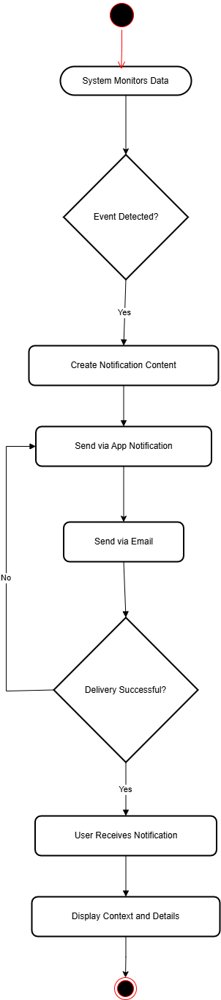 System Monitors Data
Event Detected?
Yes
Create Notification Content
Send via App Notification
Send via Email
No
Delivery Successful?
Yes
User Receives Notification
Display Context and Details